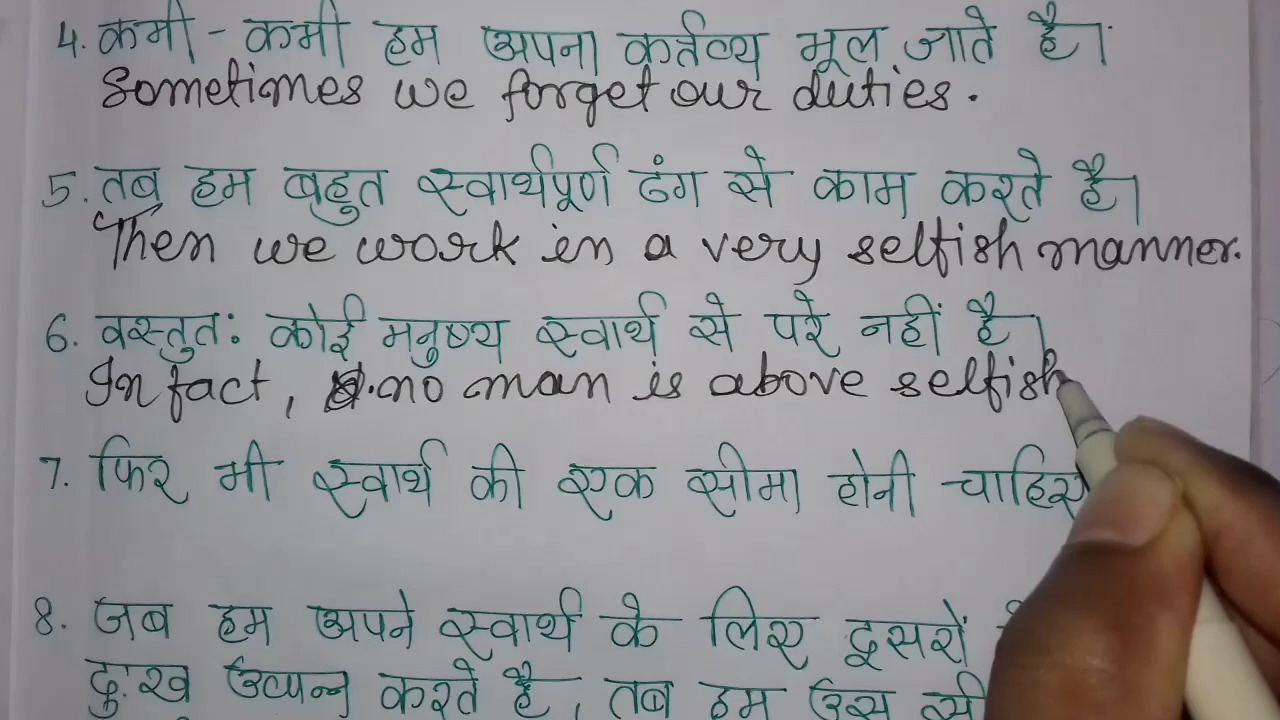 4. कभी - कभी हम अपना कर्तव्य भूल जाते है।
Sometimes we forget our duties.
5. तब हम बहुत स्वार्थपूर्ण ढंग से काम करते है।
Then we work in a very selfish manner.
6. वस्तुतः कोई मनुष्य स्वार्थ से परे नहीं है।
In fact, no man is above selfish
7. फिर भी स्वार्थ की एक सीमा होनी चाहिए
8. जब हम अपने स्वार्थ के लिए दूसरों
दुःख उत्पन्न करते है, तब हम उस सी